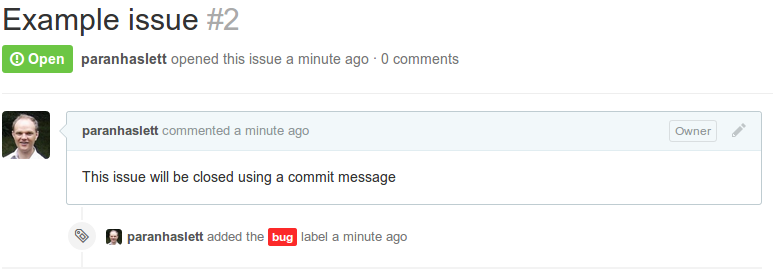 Example issue #2
Open paranhaslett opened this issue a minute ago · 0 comments
paranhaslett commented a minute ago Owner
This issue will be closed using a commit message
paranhaslett added the bug label a minute ago